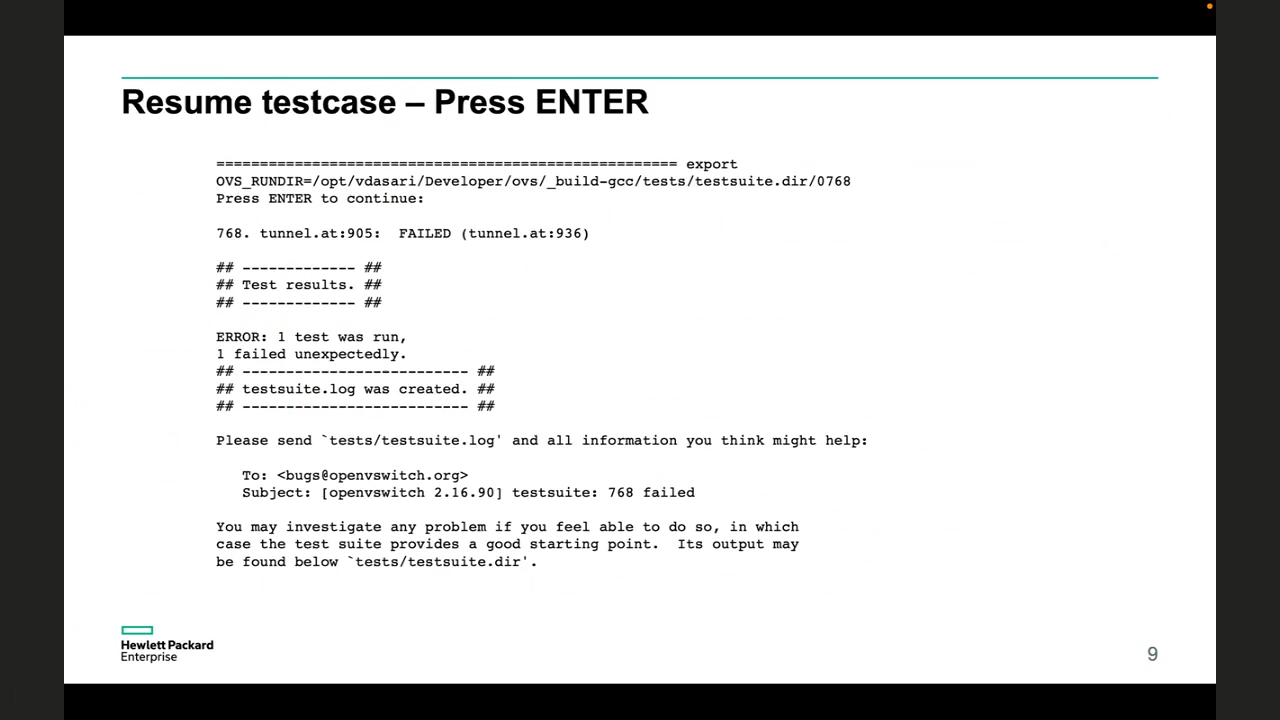 Resume testcase – Press ENTER
===================================================== export
OVS_RUNDIR=/opt/vdasari/Developer/ovs/_build-gcc/tests/testsuite.dir/0768
Press ENTER to continue:
768. tunnel.at:905:  FAILED (tunnel.at:936)
## ------------- ##
## Test results. ##
## ------------- ##
ERROR: 1 test was run,
1 failed unexpectedly.
## -------------------------- ##
## testsuite.log was created. ##
## -------------------------- ##
Please send `tests/testsuite.log' and all information you think might help:
To: <bugs@openvswitch.org>
Subject: [openvswitch 2.16.90] testsuite: 768 failed
You may investigate any problem if you feel able to do so, in which
case the test suite provides a good starting point.  Its output may
be found below `tests/testsuite.dir'.
Hewlett Packard
Enterprise
9